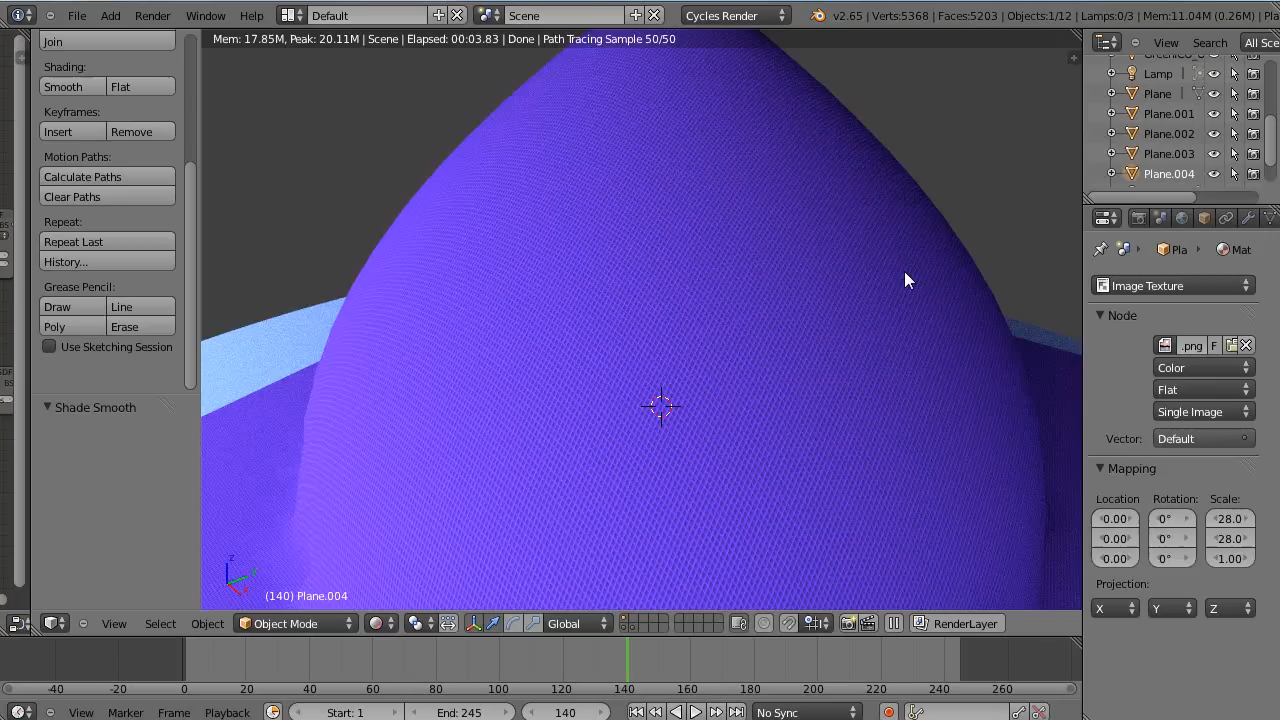 File Add Render Window Help Default Scene Cycles Render v2.65 | Verts:5368 | Faces:5203 | Objects:1/12 | Lamps:0/3 | Mem:11.04M (0.26M) | Pla
Join
Shading:
Smooth Flat
Keyframes:
Insert Remove
Motion Paths:
Calculate Paths
Clear Paths
Repeat:
Repeat Last
History...
Grease Pencil:
Draw Line
Poly Erase
Use Sketching Session
Shade Smooth
Mem: 17.85M, Peak: 20.11M | Scene | Elapsed: 00:03.83 | Done | Path Tracing Sample 50/50
z
(140) Plane.004
View Select Object Object Mode Global RenderLayer
View Search All Sce
Lamp
Plane
Plane.001
Plane.002
Plane.003
Plane.004
Pla Mat
Image Texture
Node
.png F
Color
Flat
Single Image
Vector: Default
Mapping
Location Rotation: Scale:
0.00 0° 28.0
0.00 0° 28.0
0.00 0° 1.00
Projection:
X Y Z
-40 -20 0 20 40 60 80 100 120 140 160 180 200 220 240 260
View Marker Frame Playback Start: 1 End: 245 140 No Sync